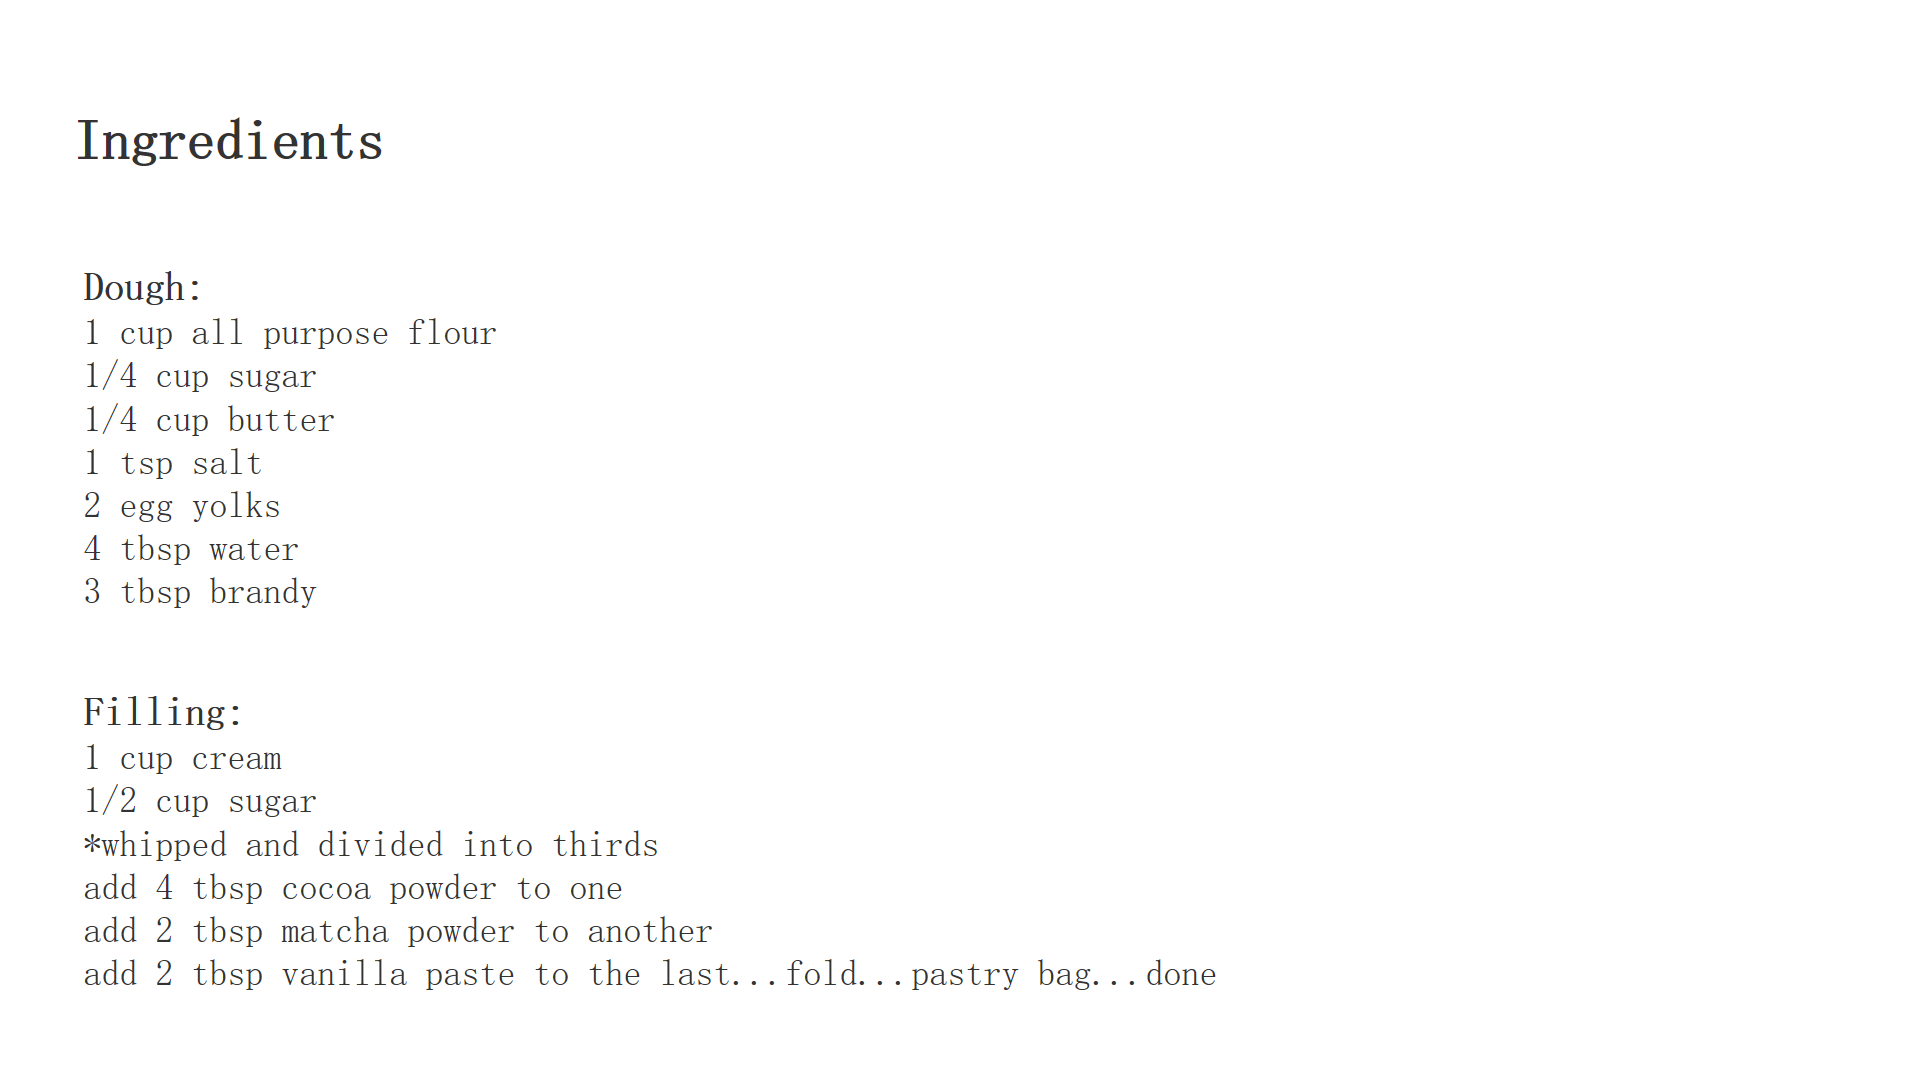 Ingredients
Dough:
1 cup all purpose flour
1/4 cup sugar
1/4 cup butter
1 tsp salt
2 egg yolks
4 tbsp water
3 tbsp brandy
Filling:
1 cup cream
1/2 cup sugar
*whipped and divided into thirds
add 4 tbsp cocoa powder to one
add 2 tbsp matcha powder to another
add 2 tbsp vanilla paste to the last...fold...pastry bag...done